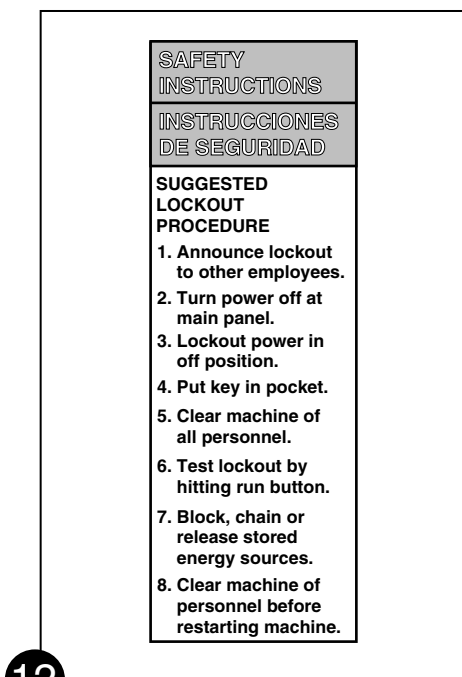 SAFETY
INSTRUCTIONS
INSTRUCCIONES
DE SEGURIDAD
SUGGESTED
LOCKOUT
PROCEDURE
1. Announce lockout
to other employees.
2. Turn power off at
main panel.
3. Lockout power in
off position.
4. Put key in pocket.
5. Clear machine of
all personnel.
6. Test lockout by
hitting run button.
7. Block, chain or
release stored
energy sources.
8. Clear machine of
personnel before
restarting machine.